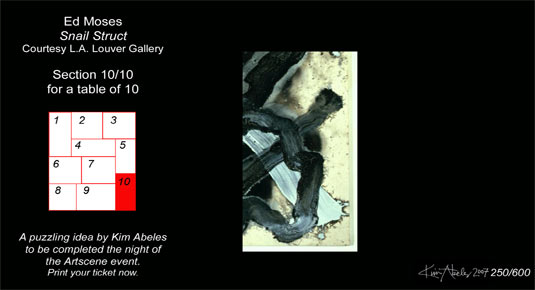 Ed Moses
Snail Struct
Courtesy L.A. Louver Gallery
Section 10/10
for a table of 10
1 2 3
4 5
6 7
10
8 9
A puzzling idea by Kim Abeles
to be completed the night of
the Artscene event.
Print your ticket now.
Kim Abeles 2007 250/600